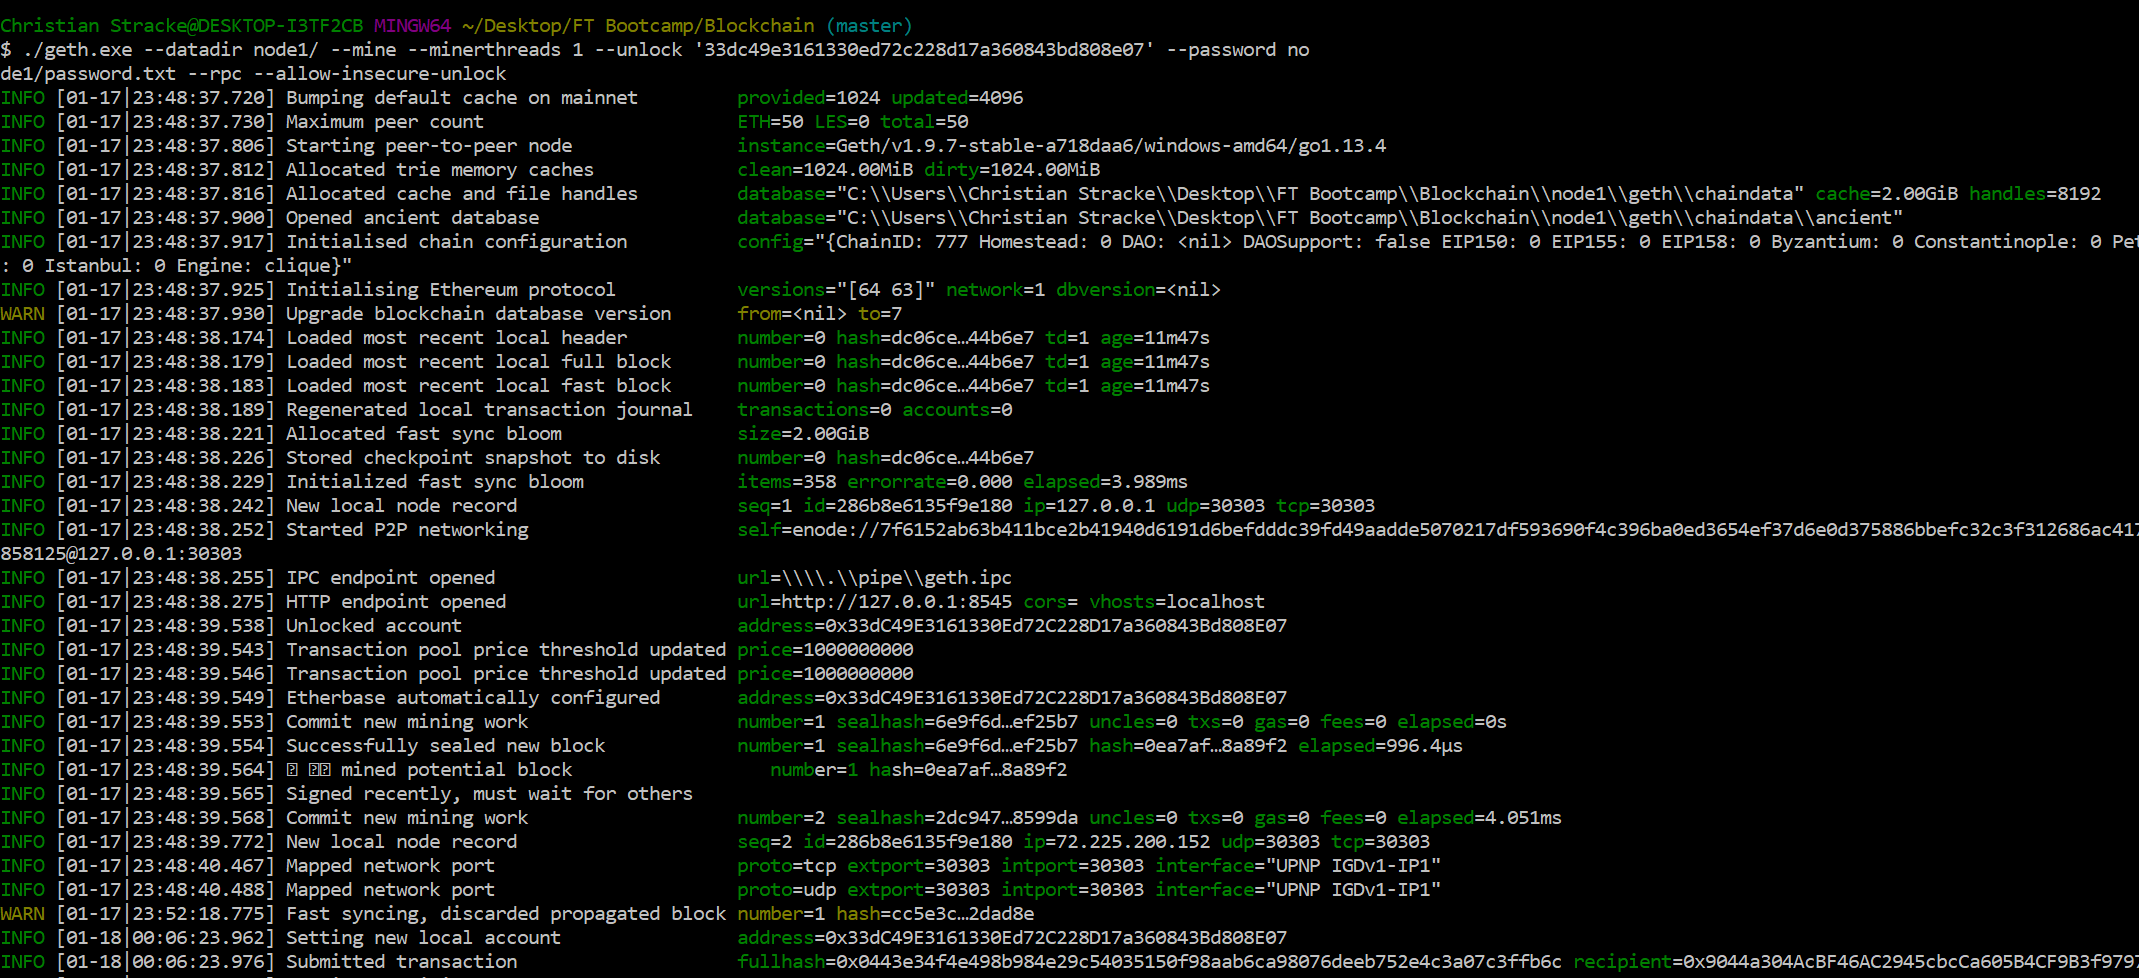 Christian Stracke@DESKTOP-I3TF2CB MINGW64 ~/Desktop/FT Bootcamp/Blockchain (master)
$ ./geth.exe --datadir node1/ --mine --minerthreads 1 --unlock '33dc49e3161330ed72c228d17a360843bd808e07' --password no
de1/password.txt --rpc --allow-insecure-unlock
INFO [01-17|23:48:37.720] Bumping default cache on mainnet         provided=1024 updated=4096
INFO [01-17|23:48:37.730] Maximum peer count                       ETH=50 LES=0 total=50
INFO [01-17|23:48:37.806] Starting peer-to-peer node               instance=Geth/v1.9.7-stable-a718daa6/windows-amd64/go1.13.4
INFO [01-17|23:48:37.812] Allocated trie memory caches             clean=1024.00MiB dirty=1024.00MiB
INFO [01-17|23:48:37.816] Allocated cache and file handles         database="C:\\Users\\Christian Stracke\\Desktop\\FT Bootcamp\\Blockchain\\node1\\geth\\chaindata" cache=2.00GiB handles=8192
INFO [01-17|23:48:37.900] Opened ancient database                  database="C:\\Users\\Christian Stracke\\Desktop\\FT Bootcamp\\Blockchain\\node1\\geth\\chaindata\\ancient"
INFO [01-17|23:48:37.917] Initialised chain configuration          config="{ChainID: 777 Homestead: 0 DAO: <nil> DAOSupport: false EIP150: 0 EIP155: 0 EIP158: 0 Byzantium: 0 Constantinople: 0 Pet
: 0 Istanbul: 0 Engine: clique}"
INFO [01-17|23:48:37.925] Initialising Ethereum protocol           versions="[64 63]" network=1 dbversion=<nil>
WARN [01-17|23:48:37.930] Upgrade blockchain database version      from=<nil> to=7
INFO [01-17|23:48:38.174] Loaded most recent local header          number=0 hash=dc06ce…44b6e7 td=1 age=11m47s
INFO [01-17|23:48:38.179] Loaded most recent local full block      number=0 hash=dc06ce…44b6e7 td=1 age=11m47s
INFO [01-17|23:48:38.183] Loaded most recent local fast block      number=0 hash=dc06ce…44b6e7 td=1 age=11m47s
INFO [01-17|23:48:38.189] Regenerated local transaction journal    transactions=0 accounts=0
INFO [01-17|23:48:38.221] Allocated fast sync bloom                size=2.00GiB
INFO [01-17|23:48:38.226] Stored checkpoint snapshot to disk       number=0 hash=dc06ce…44b6e7
INFO [01-17|23:48:38.229] Initialized fast sync bloom              items=358 errorrate=0.000 elapsed=3.989ms
INFO [01-17|23:48:38.242] New local node record                    seq=1 id=286b8e6135f9e180 ip=127.0.0.1 udp=30303 tcp=30303
INFO [01-17|23:48:38.252] Started P2P networking                   self=enode://7f6152ab63b411bce2b41940d6191d6befdddc39fd49aadde5070217df593690f4c396ba0ed3654ef37d6e0d375886bbefc32c3f312686ac417
858125@127.0.0.1:30303
INFO [01-17|23:48:38.255] IPC endpoint opened                      url=\\\\.\\pipe\\geth.ipc
INFO [01-17|23:48:38.275] HTTP endpoint opened                     url=http://127.0.0.1:8545 cors= vhosts=localhost
INFO [01-17|23:48:39.538] Unlocked account                         address=0x33dC49E3161330Ed72C228D17a360843Bd808E07
INFO [01-17|23:48:39.543] Transaction pool price threshold updated price=1000000000
INFO [01-17|23:48:39.546] Transaction pool price threshold updated price=1000000000
INFO [01-17|23:48:39.549] Etherbase automatically configured       address=0x33dC49E3161330Ed72C228D17a360843Bd808E07
INFO [01-17|23:48:39.553] Commit new mining work                   number=1 sealhash=6e9f6d…ef25b7 uncles=0 txs=0 gas=0 fees=0 elapsed=0s
INFO [01-17|23:48:39.554] Successfully sealed new block            number=1 sealhash=6e9f6d…ef25b7 hash=0ea7af…8a89f2 elapsed=996.4µs
INFO [01-17|23:48:39.564] mined potential block                  number=1 hash=0ea7af…8a89f2
INFO [01-17|23:48:39.565] Signed recently, must wait for others
INFO [01-17|23:48:39.568] Commit new mining work                   number=2 sealhash=2dc947…8599da uncles=0 txs=0 gas=0 fees=0 elapsed=4.051ms
INFO [01-17|23:48:39.772] New local node record                    seq=2 id=286b8e6135f9e180 ip=72.225.200.152 udp=30303 tcp=30303
INFO [01-17|23:48:40.467] Mapped network port                      proto=tcp extport=30303 intport=30303 interface="UPNP IGDv1-IP1"
INFO [01-17|23:48:40.488] Mapped network port                      proto=udp extport=30303 intport=30303 interface="UPNP IGDv1-IP1"
WARN [01-17|23:52:18.775] Fast syncing, discarded propagated block number=1 hash=cc5e3c…2dad8e
INFO [01-18|00:06:23.962] Setting new local account                address=0x33dC49E3161330Ed72C228D17a360843Bd808E07
INFO [01-18|00:06:23.976] Submitted transaction                    fullhash=0x0443e34f4e498b984e29c54035150f98aab6ca98076deeb752e4c3a07c3ffb6c recipient=0x9044a304AcBF46AC2945cbcCa605B4CF9B3f9797